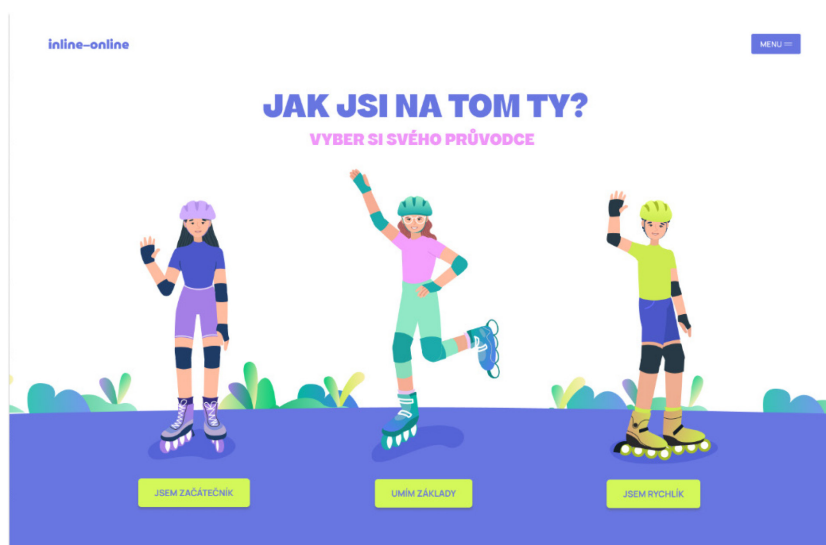 inline-online
MENU
JAK JSI NA TOM TY?
VYBER SI SVÉHO PRŮVODCE
JSEM ZAČÁTEČNÍK
UMÍM ZÁKLADY
JSEM RYCHLÍK